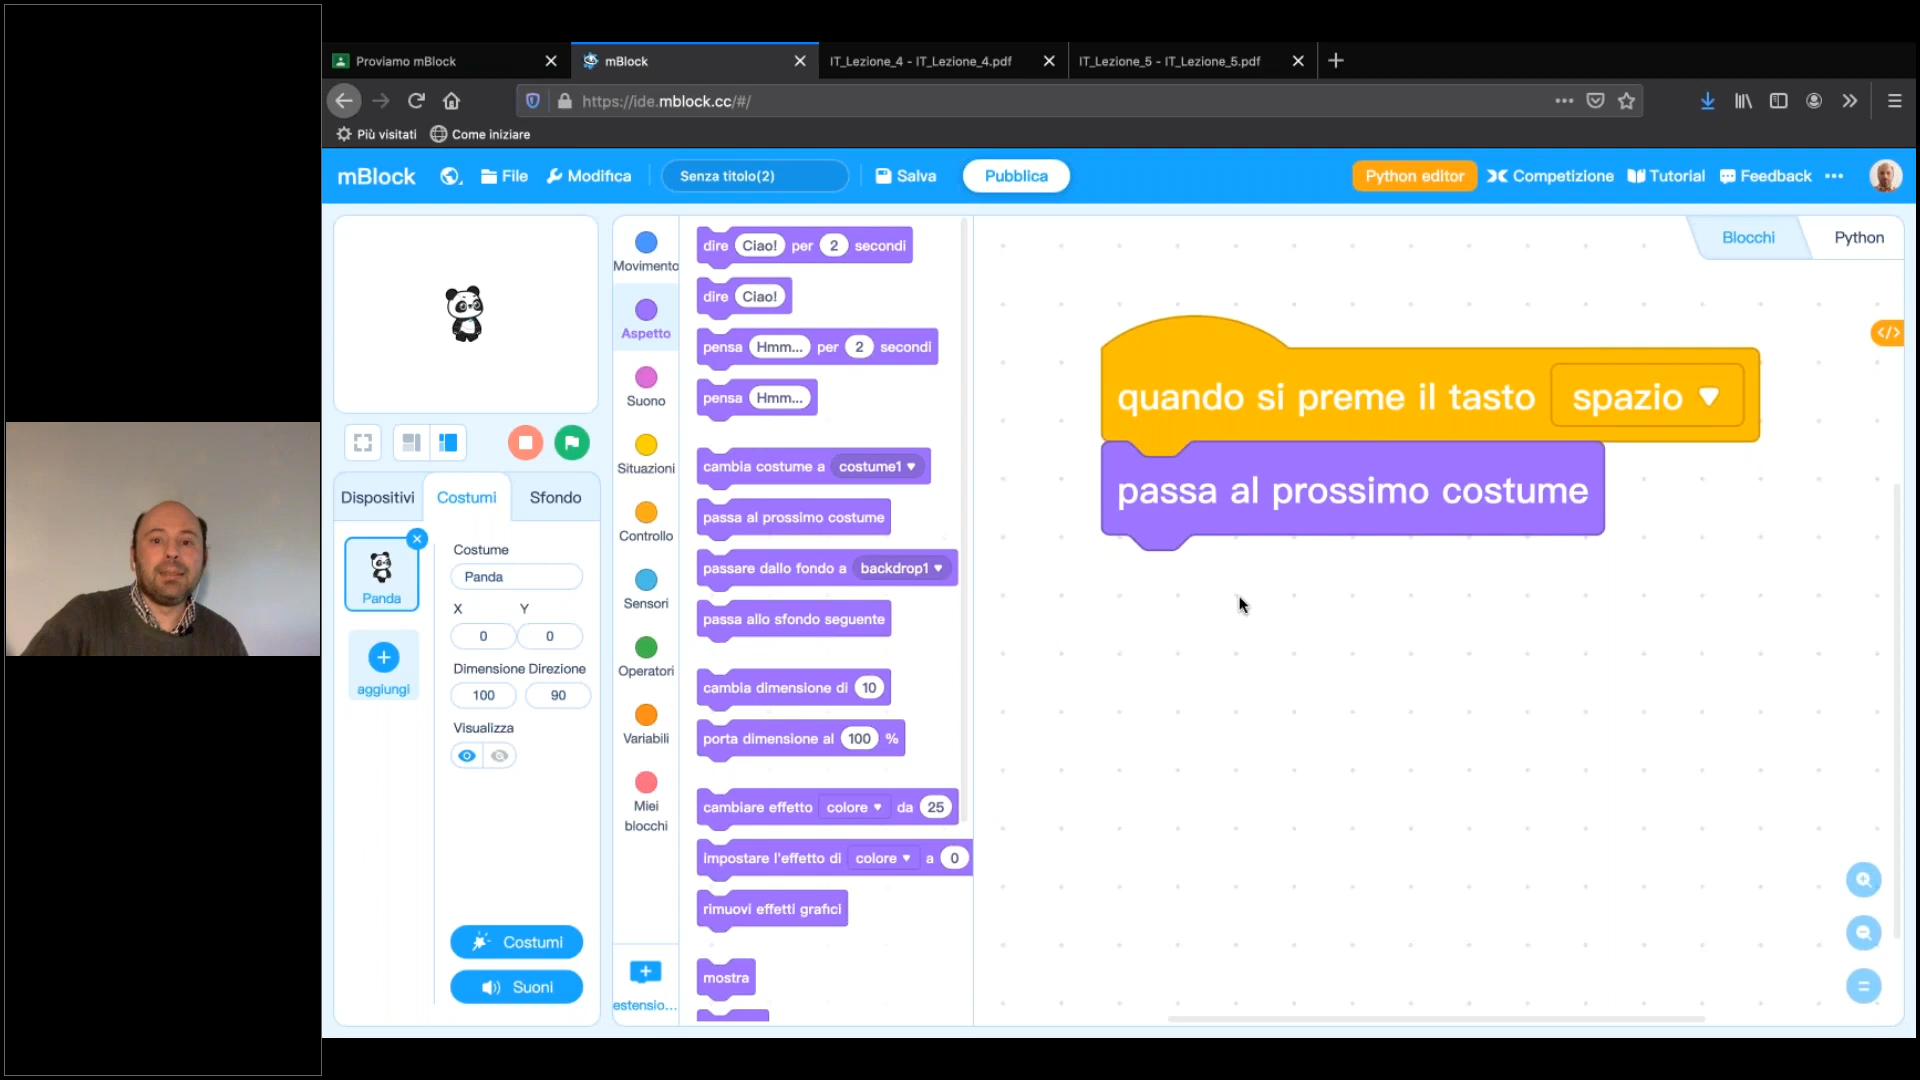 Proviamo mBlock
mBlock
IT_Lezione_4 - IT_Lezione_4.pdf
IT_Lezione_5 - IT_Lezione_5.pdf
https://ide.mblock.cc/#/
Più visitati
Come iniziare
mBlock
File
Modifica
Senza titolo(2)
Salva
Pubblica
Python editor
Competizione
Tutorial
Feedback
Dispositivi
Costumi
Sfondo
Panda
aggiungi
Costume
Panda
X
Y
0
0
Dimensione Direzione
100
90
Visualizza
Costumi
Suoni
Movimento
Aspetto
Suono
Situazioni
Controllo
Sensori
Operatori
Variabili
Miei
blocchi
estensio...
dire Ciao! per 2 secondi
dire Ciao!
pensa Hmm... per 2 secondi
pensa Hmm...
cambia costume a costume1
passa al prossimo costume
passare dallo fondo a backdrop1
passa allo sfondo seguente
cambia dimensione di 10
porta dimensione al 100 %
cambiare effetto colore da 25
impostare l'effetto di colore a 0
rimuovi effetti grafici
mostra
Blocchi
Python
</>
quando si preme il tasto spazio
passa al prossimo costume